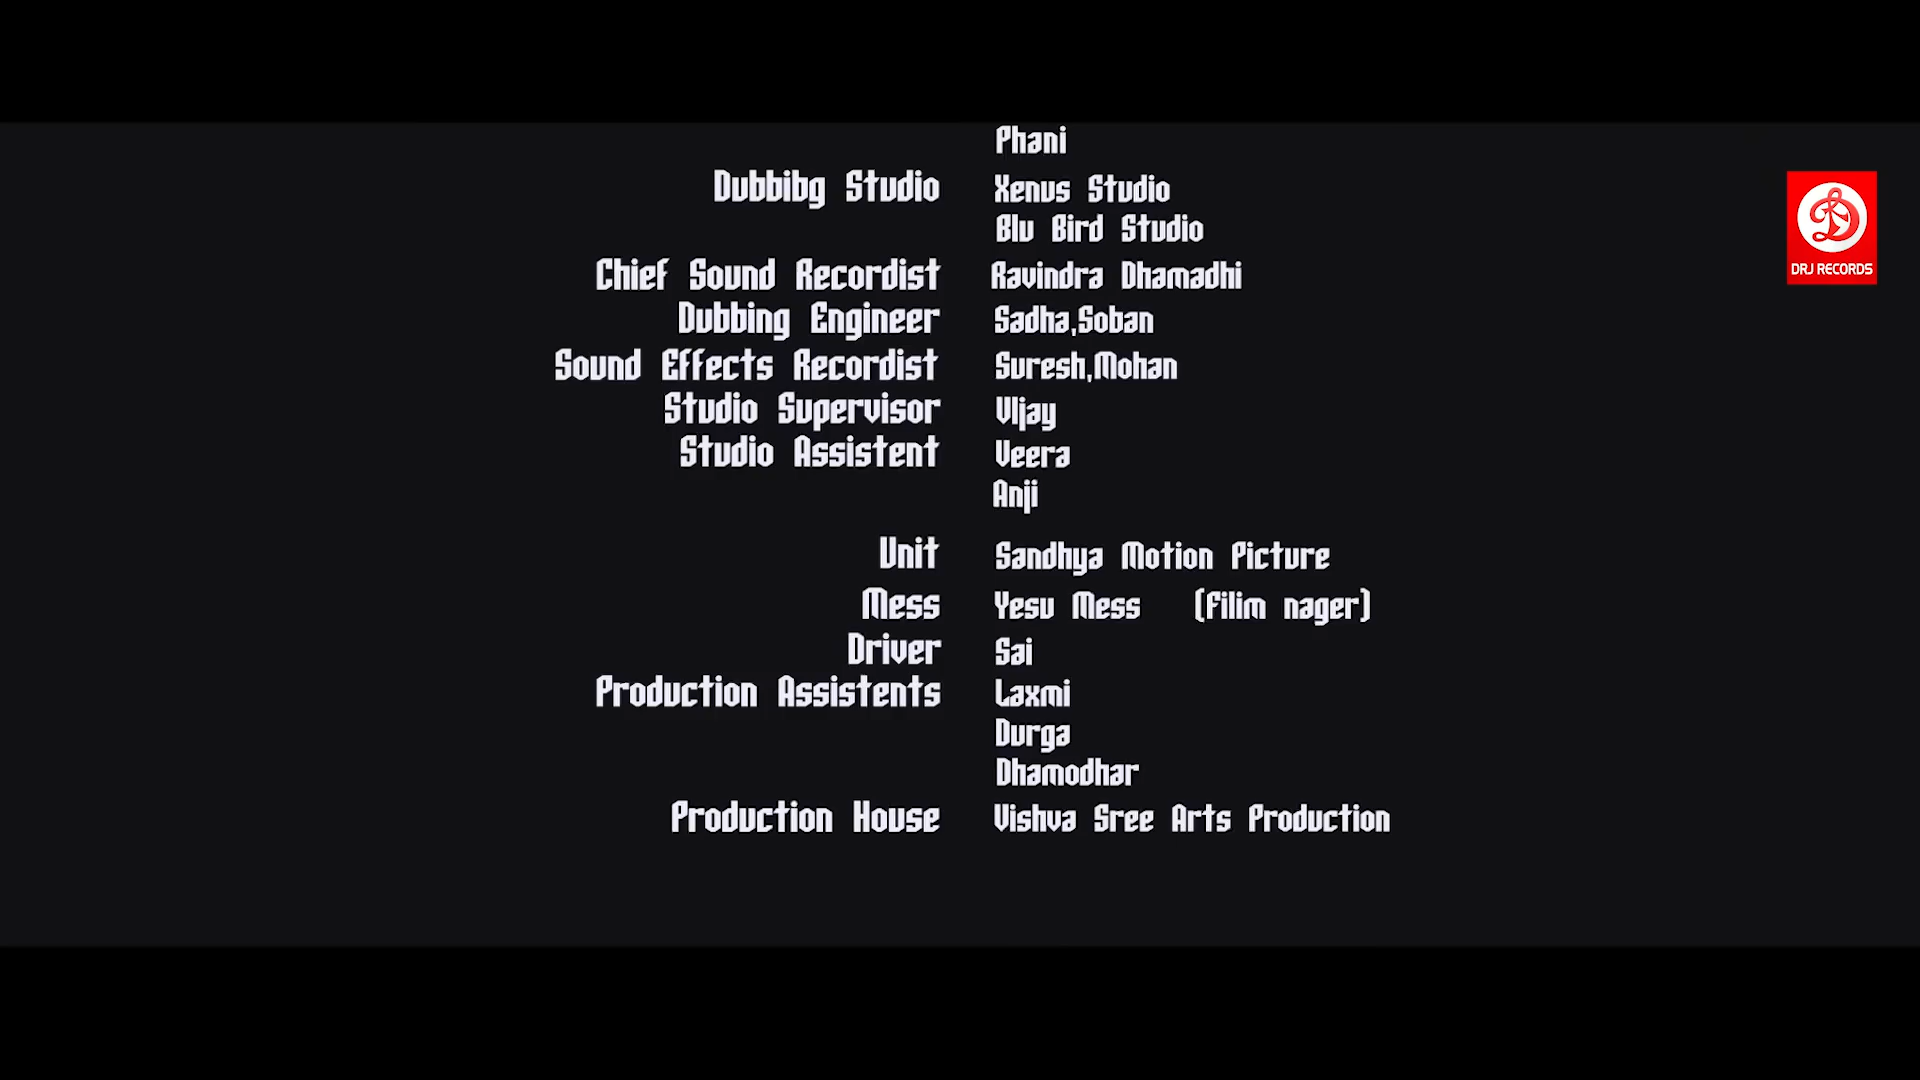 Phani
Dubbibg Studio Xenus Studio
Blu Bird Studio
Chief Sound Recordist Ravindra Dhamadhi
Dubbing Engineer Sadha,Soban
Sound Effects Recordist Suresh,Mohan
Studio Supervisor VIjay
Studio Assistent Veera
Anji
Unit Sandhya Motion Picture
Mess Yesu Mess (Filim nager)
Driver Sai
Production Assistents Laxmi
Durga
Dhamodhar
Production House Vishva Sree Arts Production
DRJ RECORDS